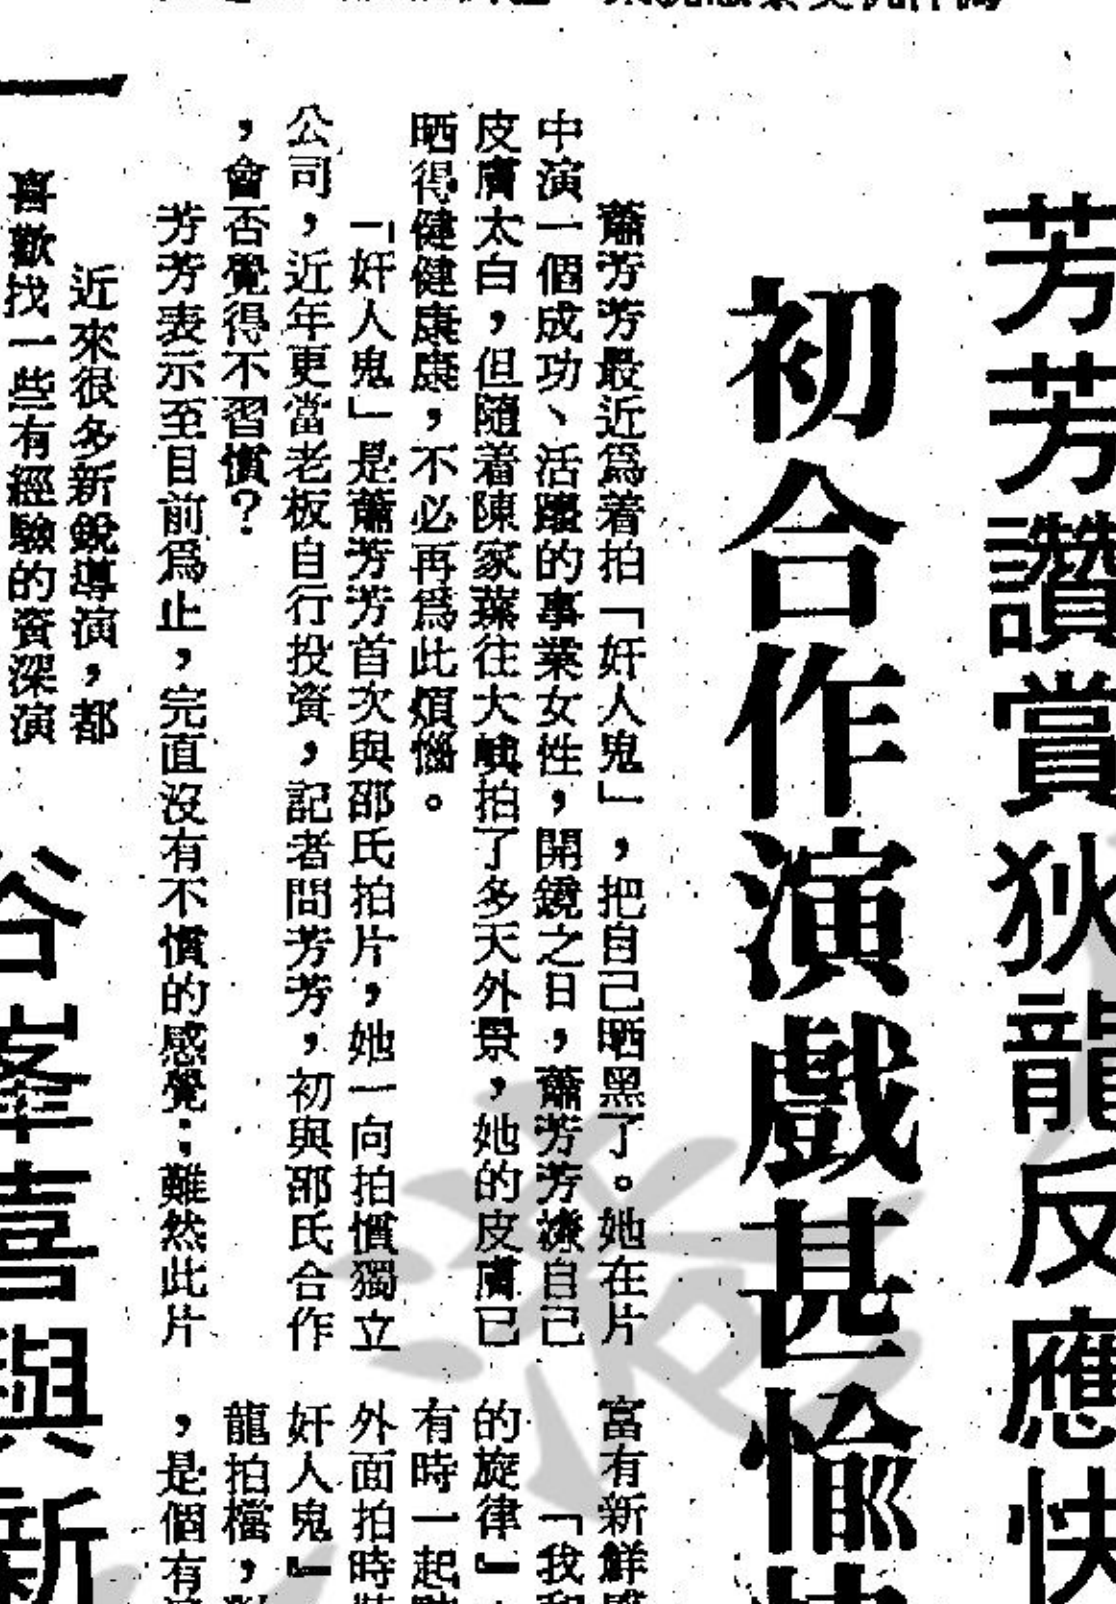 芳芳讚賞狄龍反應快
初合作演戲甚愉
蕭芳芳最近爲着拍「奸人鬼」，把自己晒黑了。她在片
中演一個成功、活躍的事業女性，開鏡之日，蕭芳芳嫌自己
皮膚太白，但隨着陳家蓀往大嶼拍了多天外景，她的皮膚已
晒得健健康康，不必再爲此煩惱。
「奸人鬼」是蕭芳芳首次與邵氏拍片，她一向拍慣獨立
公司，近年更當老板自行投資，記者問芳芳，初與邵氏合作
，會否覺得不習慣？
芳芳表示至目前爲止，完直沒有不慣的感覺：難然此片
富有新鮮
「我和
的旋律』
有時一起
外面拍時
奸人鬼』
龍拍檔，
，是個有
近來很多新銳導演，都
喜歡找一些有經驗的資深演
谷峯喜與新